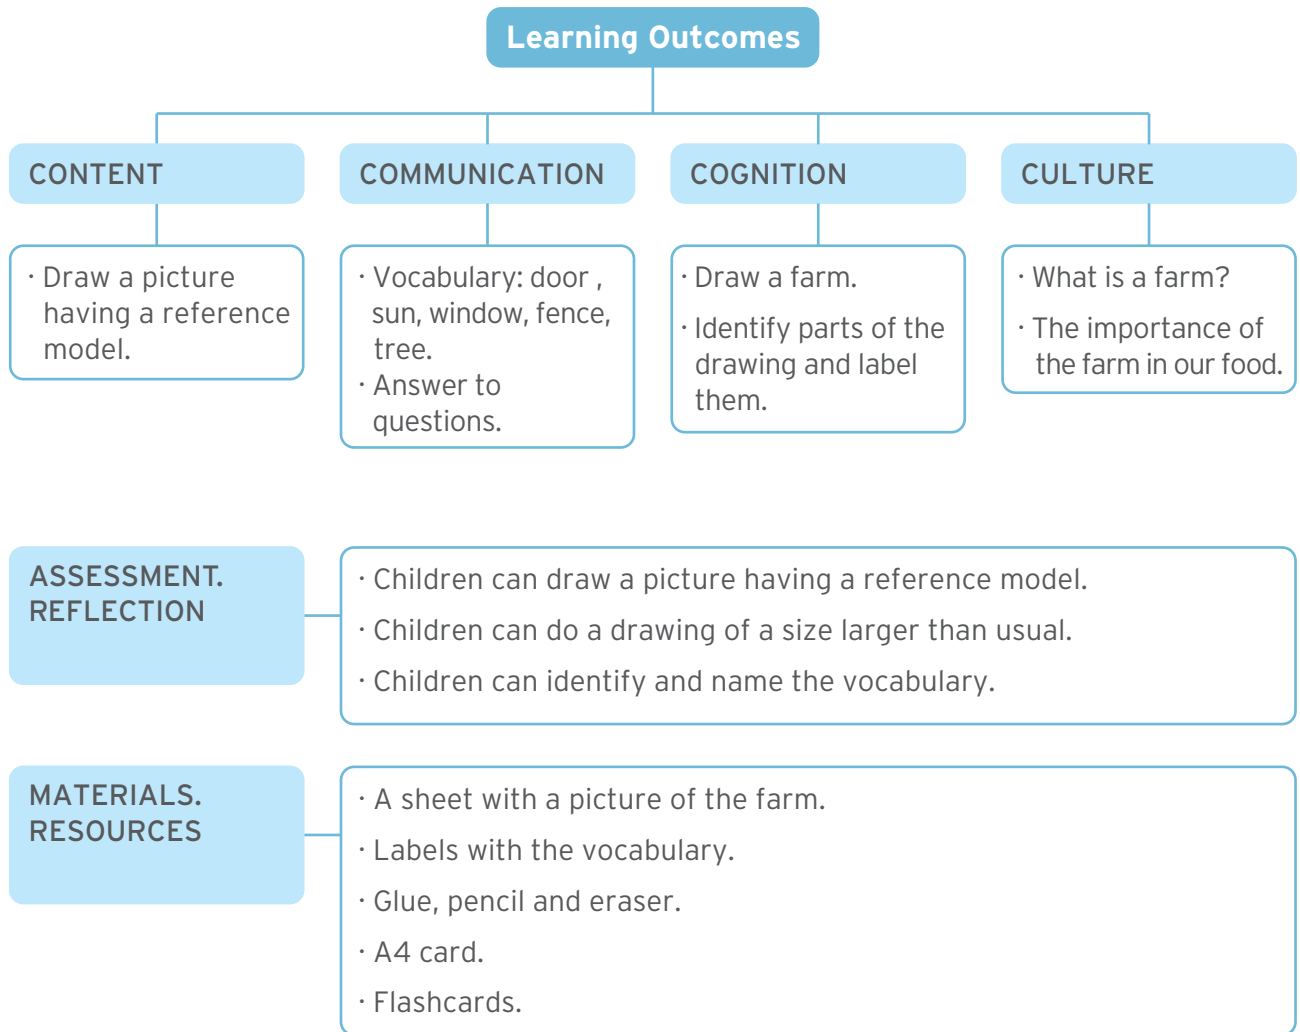 Learning Outcomes
CONTENT
· Draw a picture
having a reference
model.
COMMUNICATION
· Vocabulary: door ,
sun, window, fence,
tree.
· Answer to
questions.
COGNITION
· Draw a farm.
· Identify parts of the
drawing and label
them.
CULTURE
· What is a farm?
· The importance of
the farm in our food.
ASSESSMENT.
REFLECTION
· Children can draw a picture having a reference model.
· Children can do a drawing of a size larger than usual.
· Children can identify and name the vocabulary.
MATERIALS.
RESOURCES
· A sheet with a picture of the farm.
· Labels with the vocabulary.
· Glue, pencil and eraser.
· A4 card.
· Flashcards.